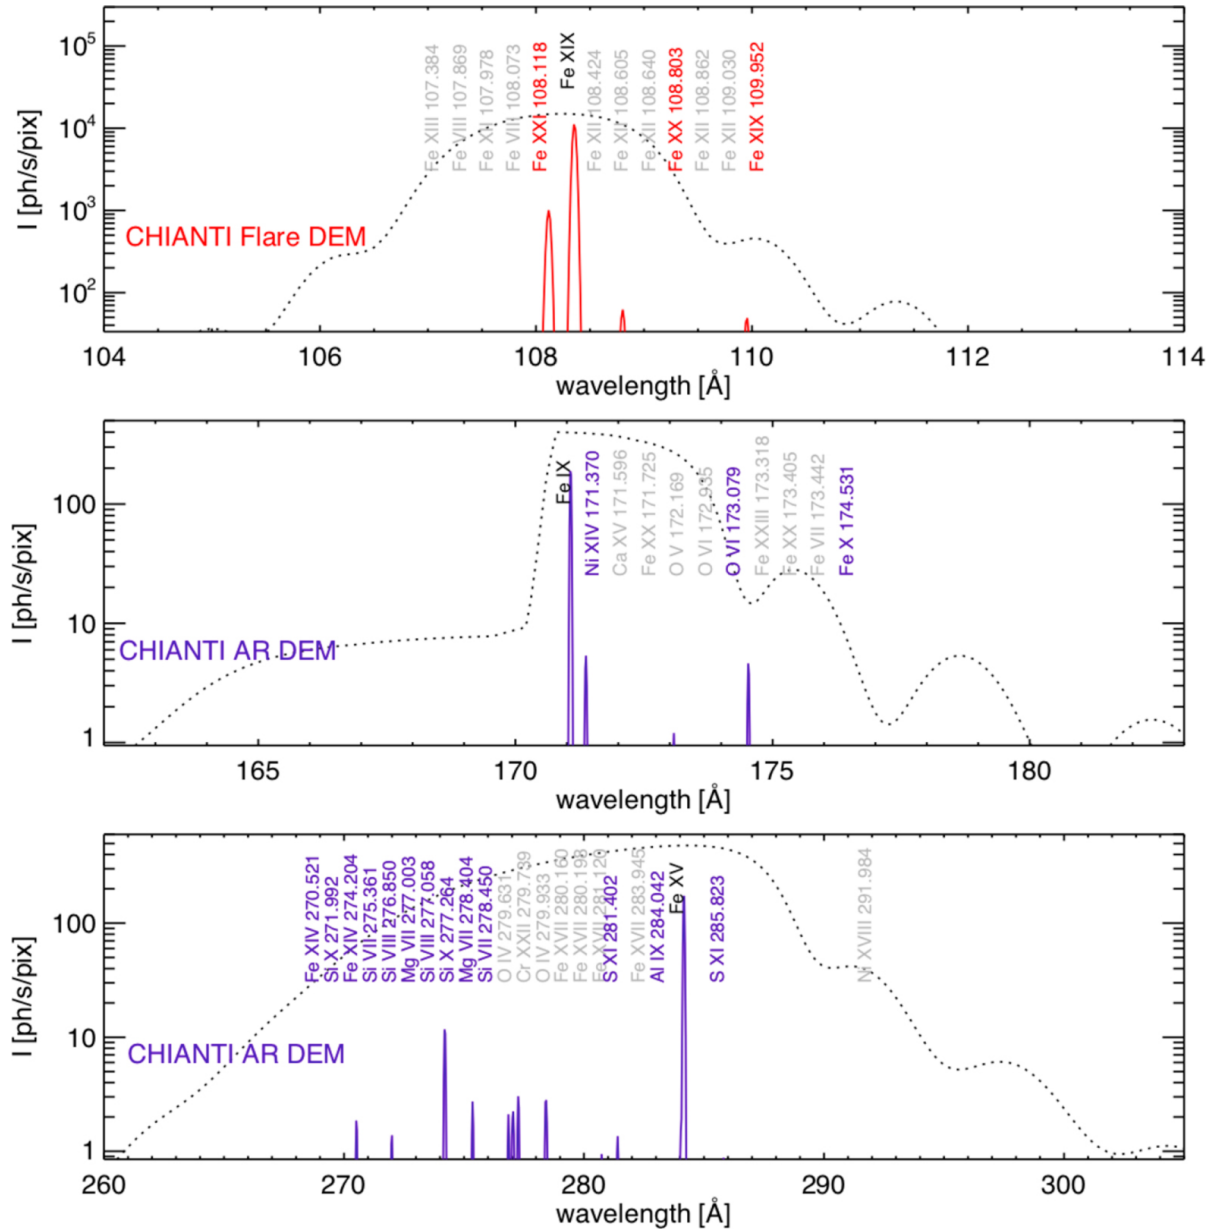 10^5
10^4
10^3
10^2
I [ph/s/pix]
Fe XIII 107.384
Fe VIII 107.869
Fe XI 107.978
Fe VIII 108.073
Fe XXI 108.118
Fe XIX
Fe XII 108.424
Fe XII 108.640
Fe XX 108.803
Fe XII 108.862
Fe XII 109.030
Fe XIX 109.952
CHIANTI Flare DEM
104 106 108 110 112 114
wavelength [Å]
100
10
1
I [ph/s/pix]
Fe IX
Ni XIV 171.370
Ca XV 171.596
Fe XX 171.725
O V 172.169
O VI 172.935
O VI 173.079
Fe XXIII 173.318
Fe XX 173.405
Fe VII 173.442
Fe X 174.531
CHIANTI AR DEM
165 170 175 180
wavelength [Å]
100
10
1
I [ph/s/pix]
Fe XIV 270.521
Si X 271.992
Fe XIV 274.204
Si VII 275.361
Si VIII 276.850
Mg VII 277.003
Si VIII 277.058
Si X 277.264
Mg VII 278.404
Si VII 278.450
O IV 279.631
Cr XXII 279.739
O IV 279.933
Fe XVII 280.160
Fe XVII 280.198
Fe XVII 281.120
S XI 281.402
Fe XVII 283.945
Al IX 284.042
Fe XV
S XI 285.823
Ni XVIII 291.984
CHIANTI AR DEM
260 270 280 290 300
wavelength [Å]